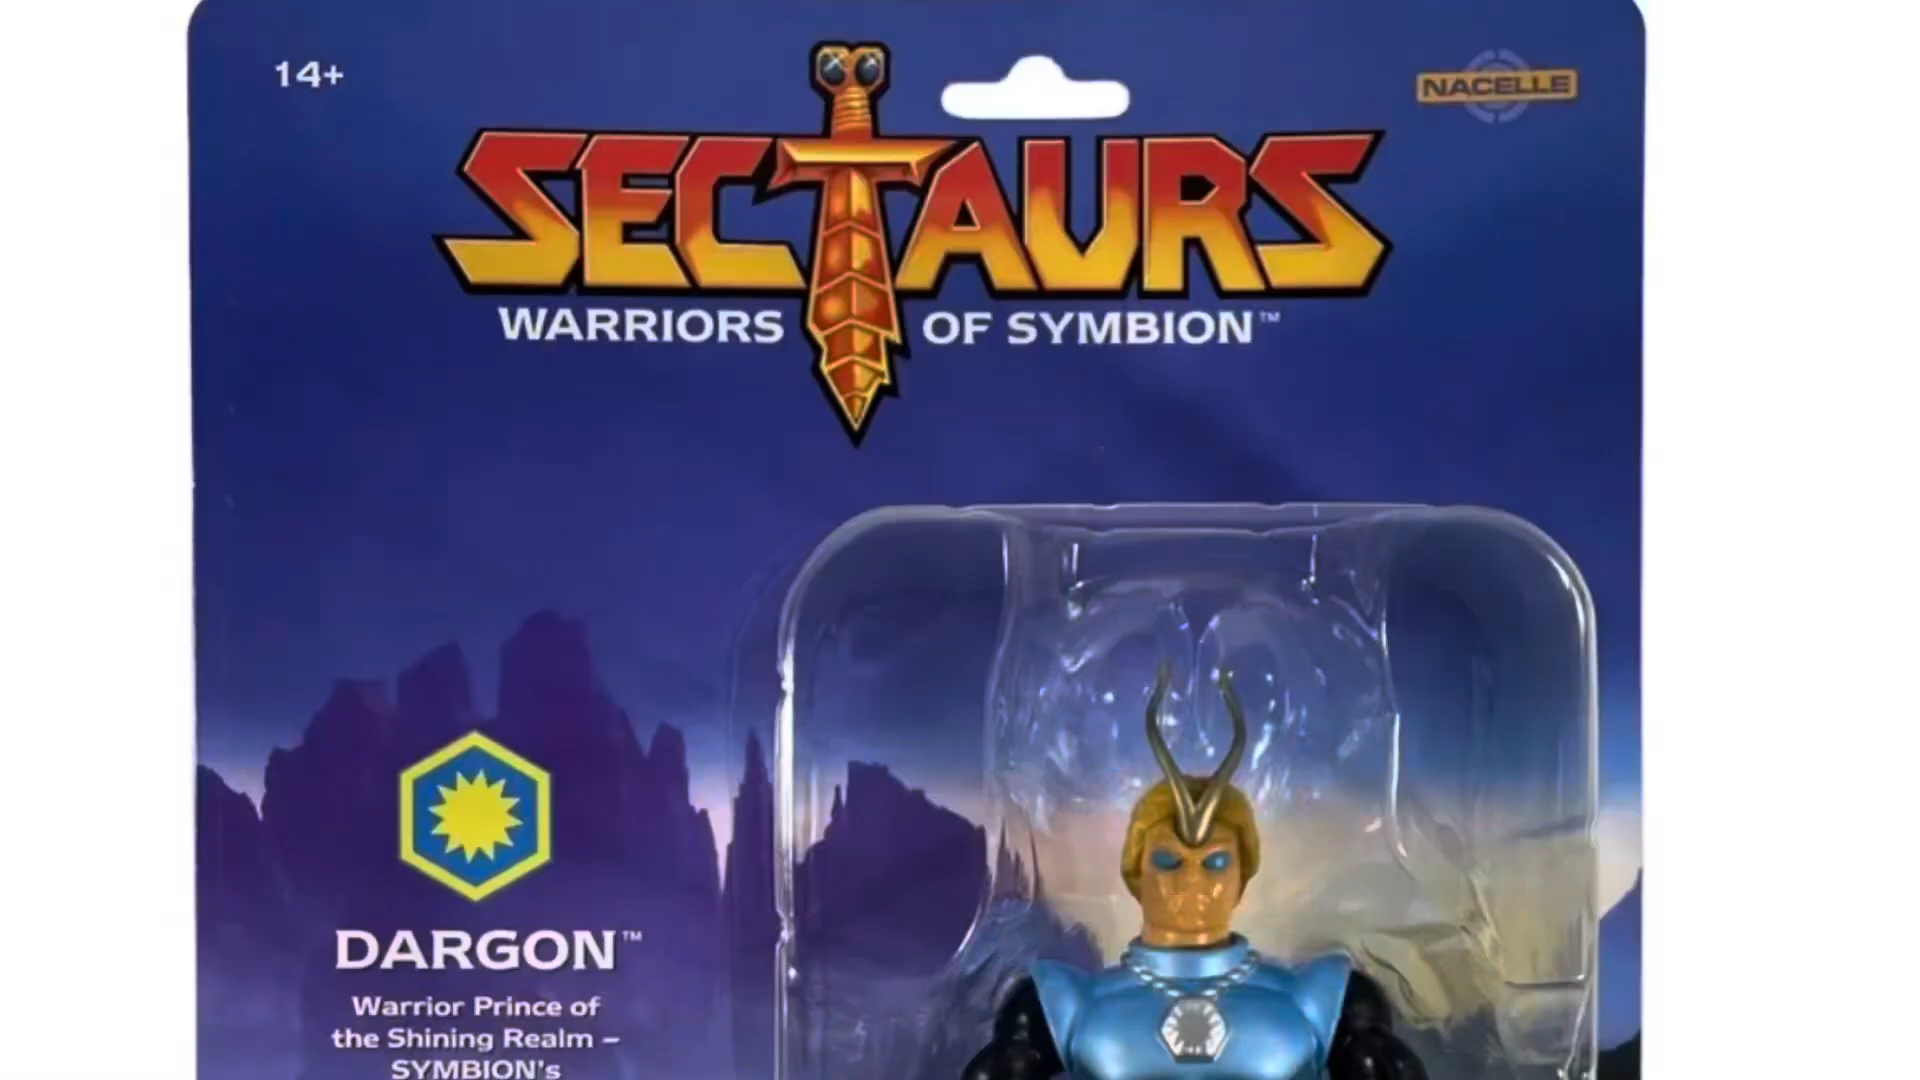 14+
NACELLE
SECTAURS
WARRIORS OF SYMBION™
DARGON™
Warrior Prince of
the Shining Realm –
SYMBION's